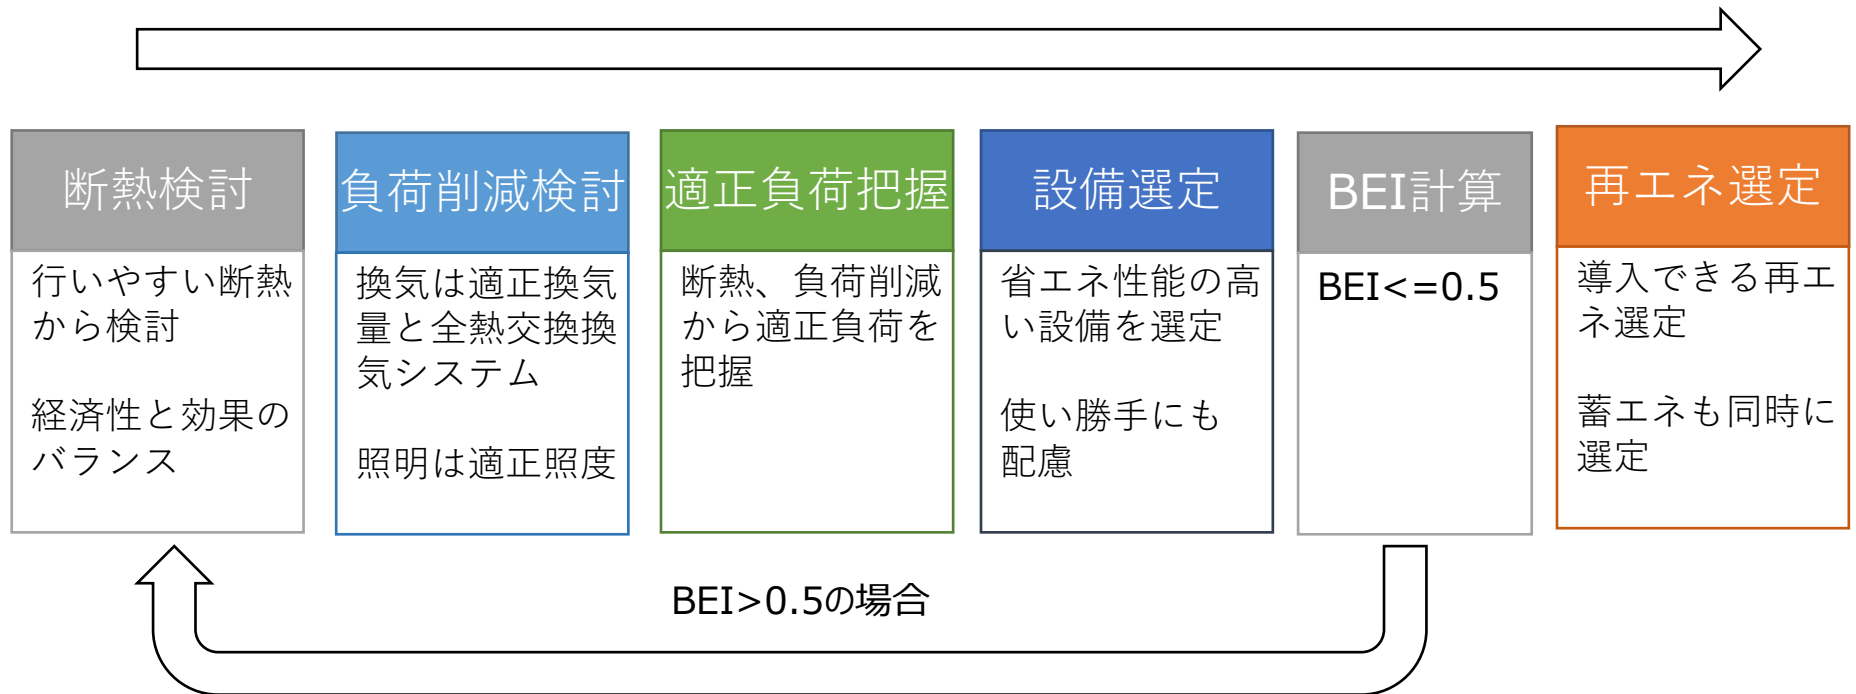 断熱検討
行いやすい断熱
から検討
経済性と効果の
バランス
負荷削減検討
換気は適正換気
量と全熱交換換
気システム
照明は適正照度
適正負荷把握
断熱、負荷削減
から適正負荷を
把握
設備選定
省エネ性能の高
い設備を選定
使い勝手にも
配慮
BEI計算
BEI<=0.5
再エネ選定
導入できる再エ
ネ選定
蓄エネも同時に
選定
BEI>0.5の場合